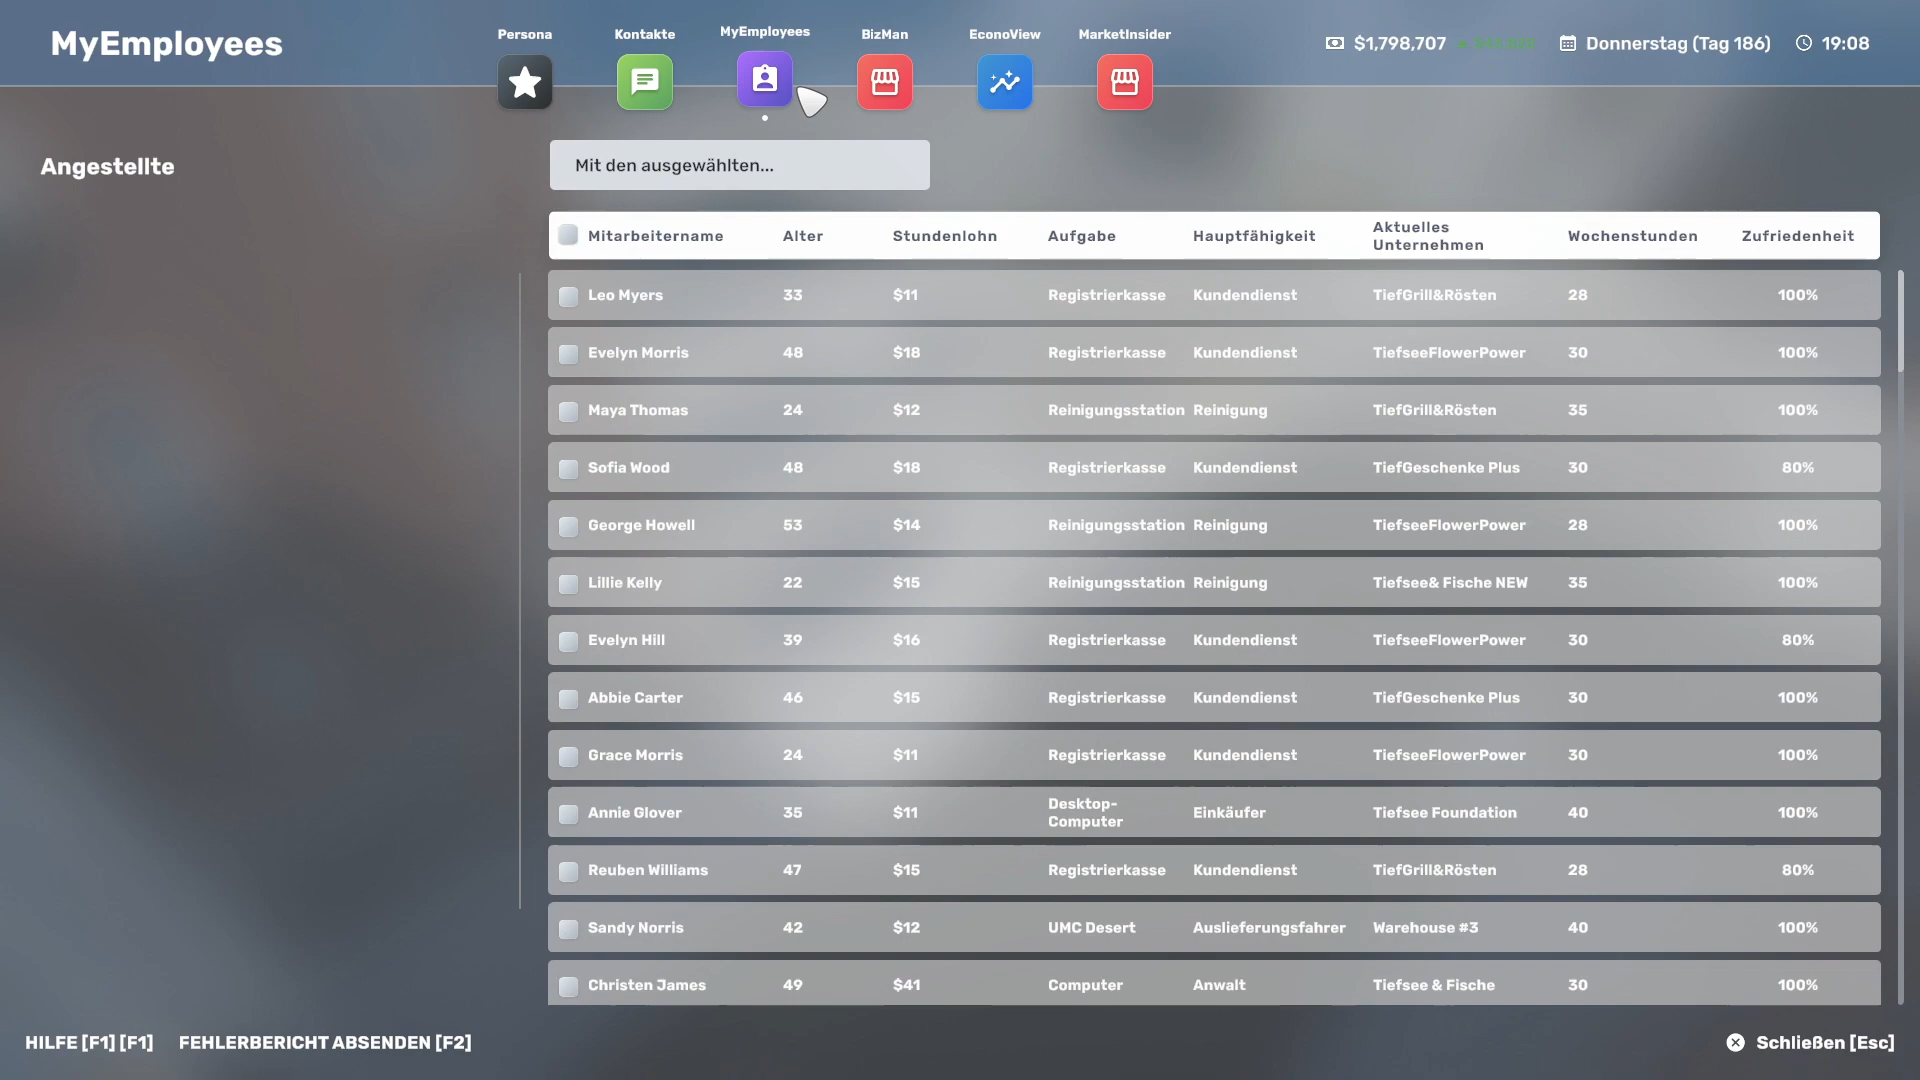 MyEmployees
Persona
Kontakte
MyEmployees
BizMan
EconoView
MarketInsider
$1,798,707
Donnerstag (Tag 186)
19:08
Angestellte
Mit den ausgewählten...
Mitarbeitername Alter Stundenlohn Aufgabe Hauptfähigkeit Aktuelles Unternehmen Wochenstunden Zufriedenheit
Leo Myers 33 $11 Registrierkasse Kundendienst TiefGrill&Rösten 28 100%
Evelyn Morris 48 $18 Registrierkasse Kundendienst TiefseeFlowerPower 30 100%
Maya Thomas 24 $12 Reinigungsstation Reinigung TiefGrill&Rösten 35 100%
Sofia Wood 48 $18 Registrierkasse Kundendienst TiefGeschenke Plus 30 80%
George Howell 53 $14 Reinigungsstation Reinigung TiefseeFlowerPower 28 100%
Lillie Kelly 22 $15 Reinigungsstation Reinigung Tiefsee& Fische NEW 35 100%
Evelyn Hill 39 $16 Registrierkasse Kundendienst TiefseeFlowerPower 30 80%
Abbie Carter 46 $15 Registrierkasse Kundendienst TiefGeschenke Plus 30 100%
Grace Morris 24 $11 Registrierkasse Kundendienst TiefseeFlowerPower 30 100%
Annie Glover 35 $11 Desktop-Computer Einkäufer Tiefsee Foundation 40 100%
Reuben Williams 47 $15 Registrierkasse Kundendienst TiefGrill&Rösten 28 80%
Sandy Norris 42 $12 UMC Desert Auslieferungsfahrer Warehouse #3 40 100%
Christen James 49 $41 Computer Anwalt Tiefsee & Fische 30 100%
HILFE [F1] [F1] FEHLERBERICHT ABSENDEN [F2]
Schließen [Esc]